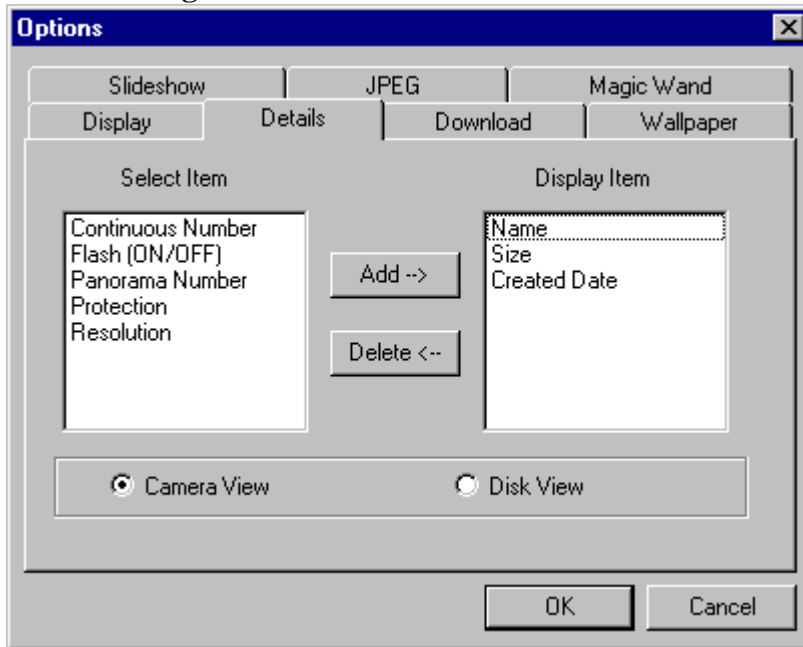 Options
Slideshow JPEG Magic Wand
Display Details Download Wallpaper
Select Item Display Item
Continuous Number
Flash (ON/OFF)
Panorama Number
Protection
Resolution
Add -->
Delete <--
Name
Size
Created Date
Camera View Disk View
OK Cancel